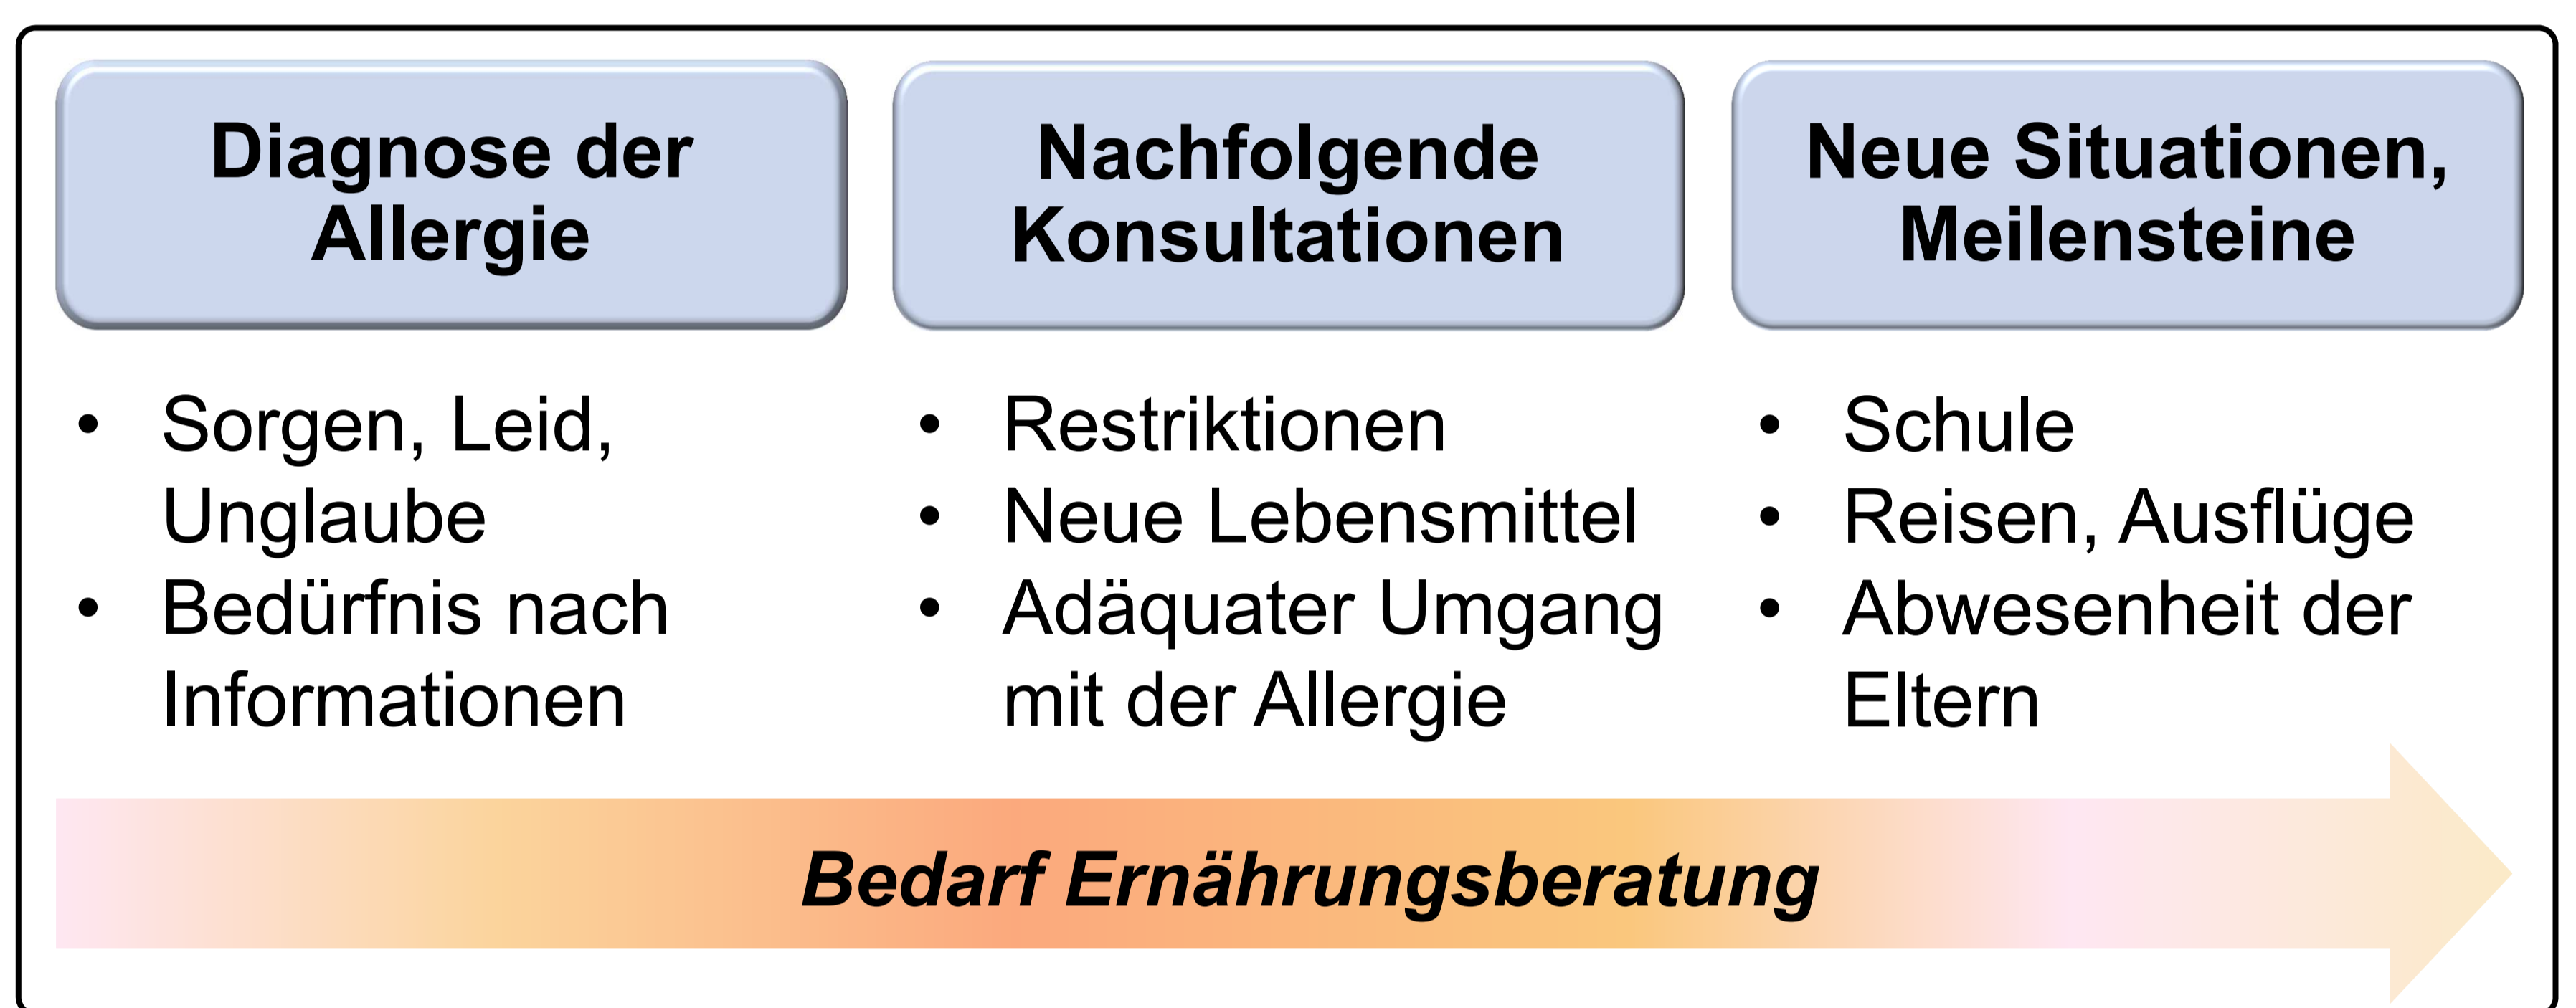 Diagnose der
Allergie
• Sorgen, Leid,
Unglaube
• Bedürfnis nach
Informationen
Nachfolgende
Konsultationen
• Restriktionen
• Neue Lebensmittel
• Adäquater Umgang
mit der Allergie
Neue Situationen,
Meilensteine
• Schule
• Reisen, Ausflüge
• Abwesenheit der
Eltern
Bedarf Ernährungsberatung